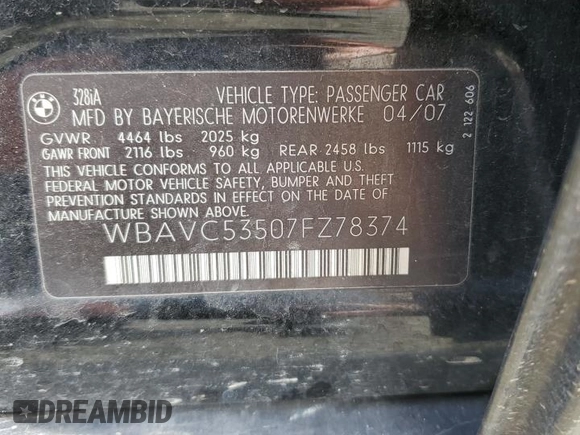 BMW
328iA
VEHICLE TYPE: PASSENGER CAR
MFD BY BAYERISCHE MOTORENWERKE 04/07
GVWR 4464 lbs 2025 kg
GAWR FRONT 2116 lbs 960 kg REAR 2458 lbs 1115 kg
THIS VEHICLE CONFORMS TO ALL APPLICABLE U.S.
FEDERAL MOTOR VEHICLE SAFETY, BUMPER AND THEFT
PREVENTION STANDARDS IN EFFECT ON THE DATE OF
MANUFACTURE SHOWN ABOVE.
WBAVC53507FZ78374
2 122 606
DREAMBID